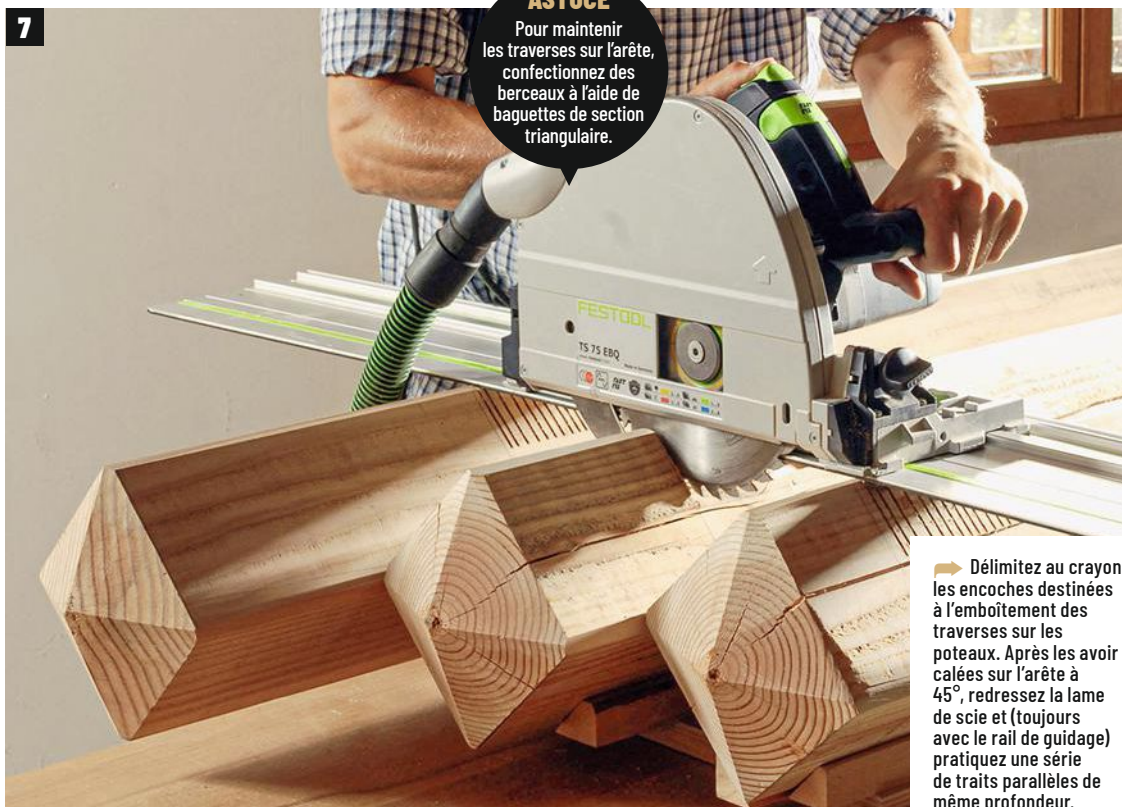 7
ASTUCE
Pour maintenir
les traverses sur l'arête,
confectionnez des
berceaux à l'aide de
baguettes de section
triangulaire.
FESTOOL
TS 75 EBQ
Délimitez au crayon
les encoches destinées
à l'emboîtement des
traverses sur les
poteaux. Après les avoir
calées sur l'arête à
45°, redressez la lame
de scie et (toujours
avec le rail de guidage)
pratiquez une série
de traits parallèles de
même profondeur.